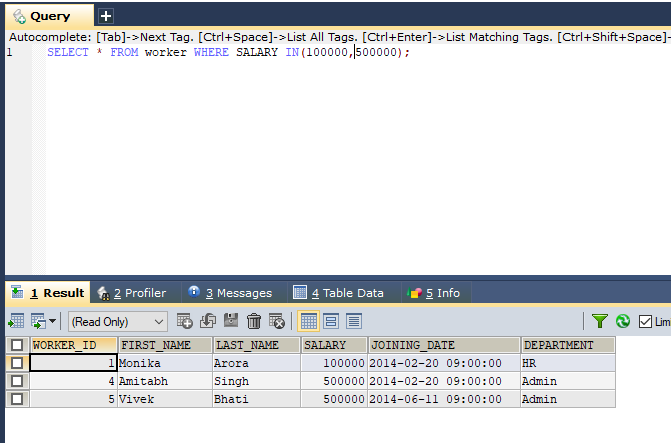 Query
Autocomplete: [Tab]->Next Tag. [Ctrl+Space]->List All Tags. [Ctrl+Enter]->List Matching Tags. [Ctrl+Shift+Space]-
1 SELECT * FROM worker WHERE SALARY IN(100000,500000);
1 Result 2 Profiler 3 Messages 4 Table Data 5 Info
(Read Only) Lim
WORKER_ID FIRST_NAME LAST_NAME SALARY JOINING_DATE DEPARTMENT
1 Monika Arora 100000 2014-02-20 09:00:00 HR
4 Amitabh Singh 500000 2014-02-20 09:00:00 Admin
5 Vivek Bhati 500000 2014-06-11 09:00:00 Admin